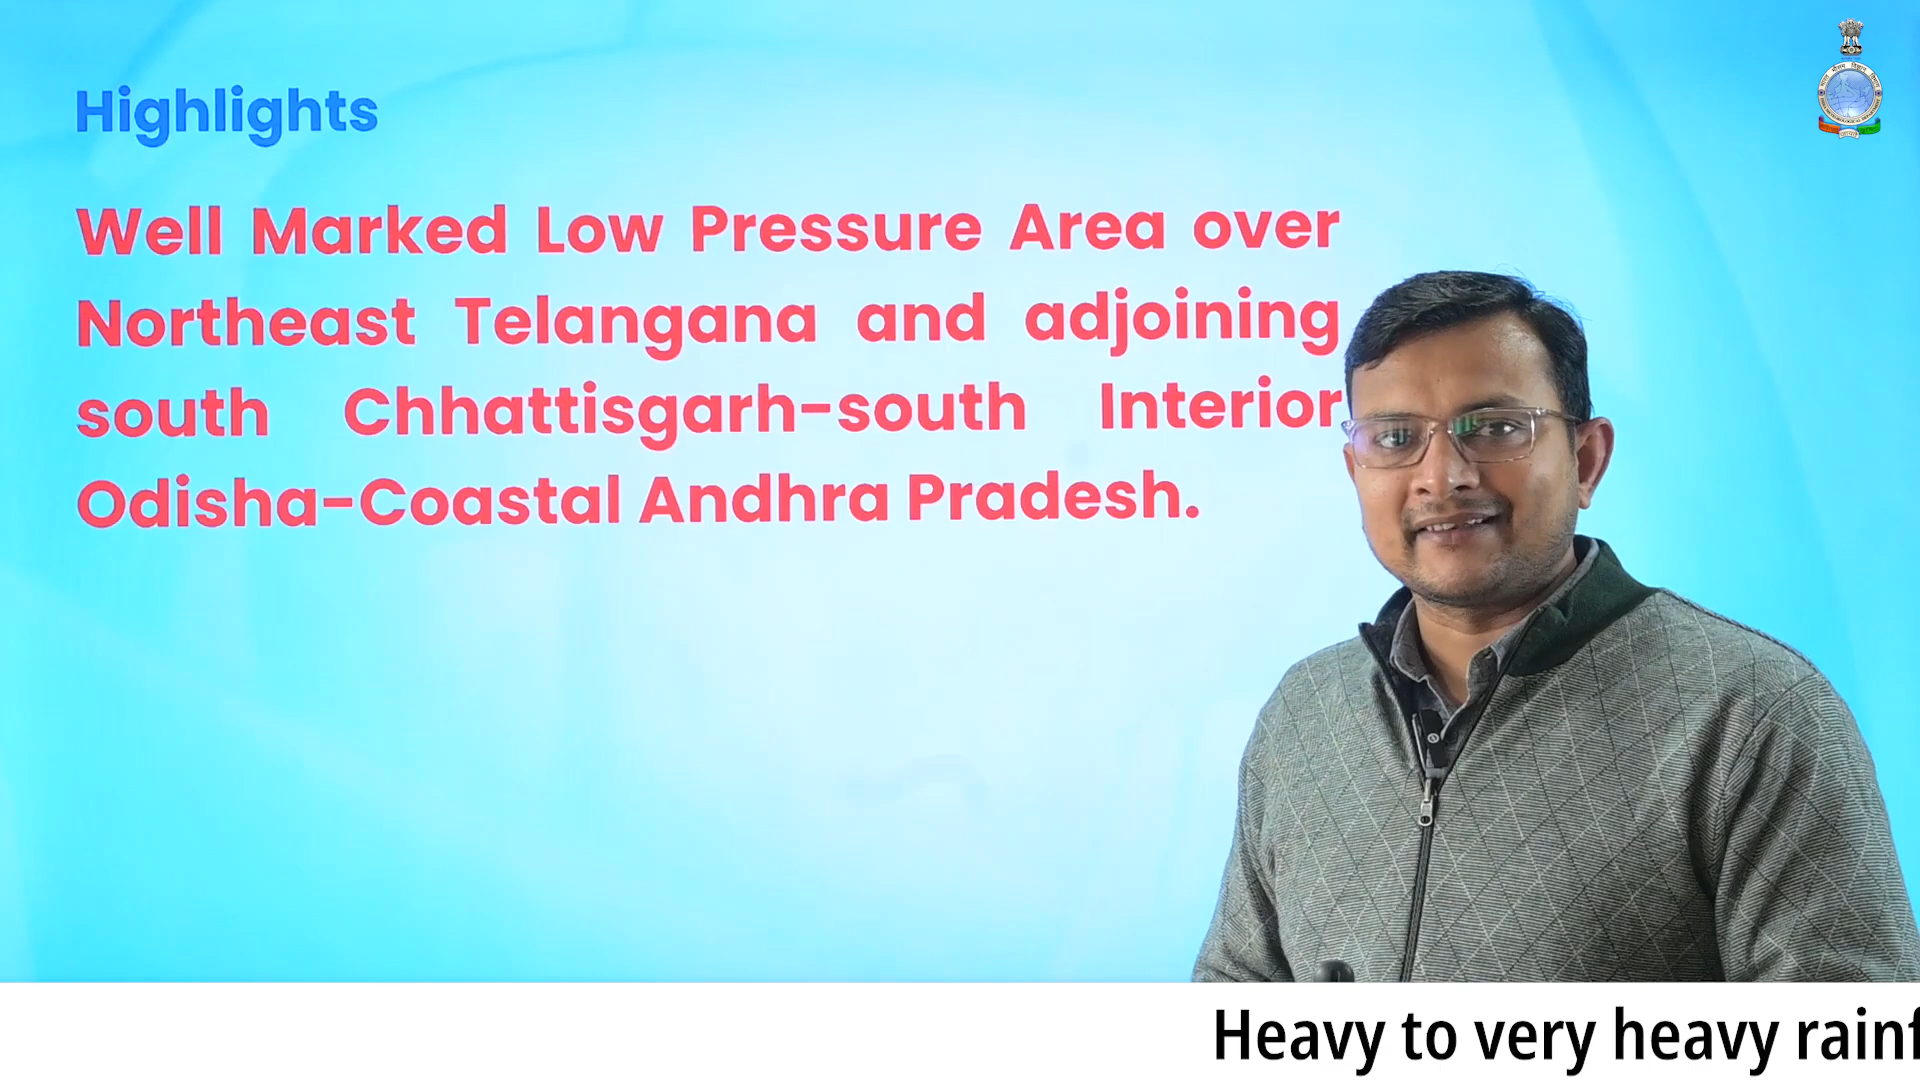 Highlights
Well Marked Low Pressure Area over
Northeast Telangana and adjoining
south Chhattisgarh-south Interior
Odisha-Coastal Andhra Pradesh.
Heavy to very heavy